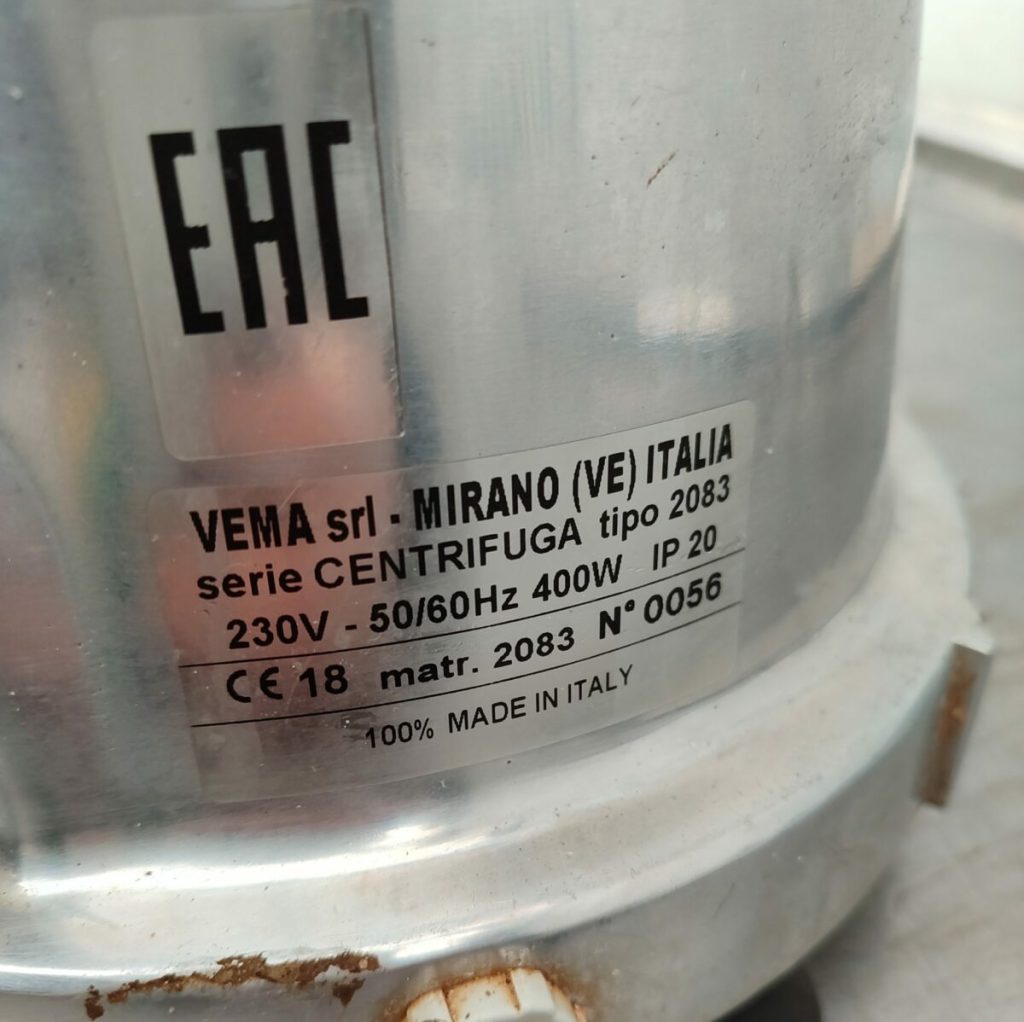 EAC
VEMA srl - MIRANO (VE) ITALIA
serie CENTRIFUGA tipo 2083
230V - 50/60Hz 400W IP 20
CE 18 matr. 2083 N° 0056
100% MADE IN ITALY